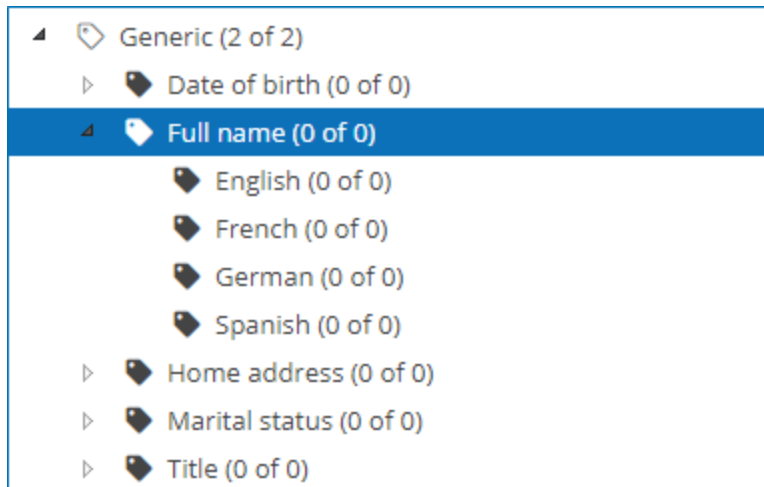 Generic (2 of 2)
Date of birth (0 of 0)
Full name (0 of 0)
English (0 of 0)
French (0 of 0)
German (0 of 0)
Spanish (0 of 0)
Home address (0 of 0)
Marital status (0 of 0)
Title (0 of 0)